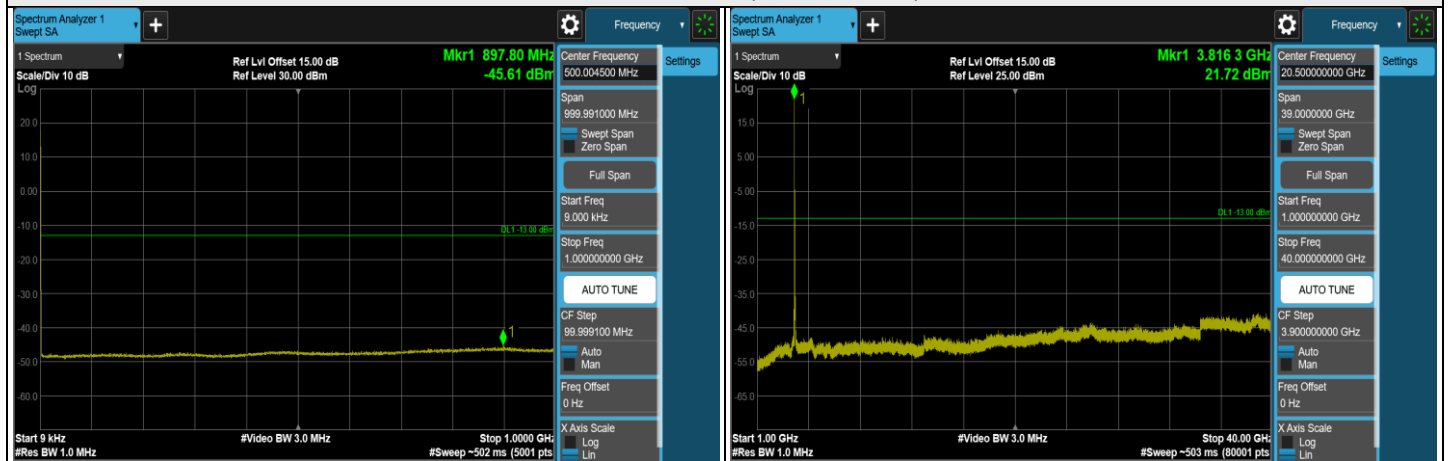 Spectrum Analyzer 1
Swept SA
+
Frequency
1 Spectrum
Scale/Div 10 dB
Log
Ref Lvl Offset 15.00 dB
Ref Level 30.00 dBm
Mkr1 897.80 MHz
-45.61 dBm
1
20.0
10.0
0.00
-10.0
-20.0
-30.0
-40.0
-50.0
-60.0
DL1 -13.00 dBm
Start 9 kHz
#Res BW 1.0 MHz
#Video BW 3.0 MHz
Stop 1.0000 GHz
#Sweep ~502 ms (5001 pts
Center Frequency
500.004500 MHz
Settings
Span
999.991000 MHz
Swept Span
Zero Span
Full Span
Start Freq
9.000 kHz
Stop Freq
1.000000000 GHz
AUTO TUNE
CF Step
99.999100 MHz
Auto
Man
Freq Offset
0 Hz
X Axis Scale
Log
Lin
Spectrum Analyzer 1
Swept SA
+
Frequency
1 Spectrum
Scale/Div 10 dB
Log
Ref Lvl Offset 15.00 dB
Ref Level 25.00 dBm
Mkr1 3.816 3 GHz
21.72 dBm
1
15.0
5.00
-5.00
-15.0
-25.0
-35.0
-45.0
-55.0
-65.0
DL1 -13.00 dBm
Start 1.00 GHz
#Res BW 1.0 MHz
#Video BW 3.0 MHz
Stop 40.00 GHz
#Sweep ~503 ms (80001 pts
Center Frequency
20.500000000 GHz
Settings
Span
39.0000000 GHz
Swept Span
Zero Span
Full Span
Start Freq
1.000000000 GHz
Stop Freq
40.000000000 GHz
AUTO TUNE
CF Step
3.900000000 GHz
Auto
Man
Freq Offset
0 Hz
X Axis Scale
Log
Lin